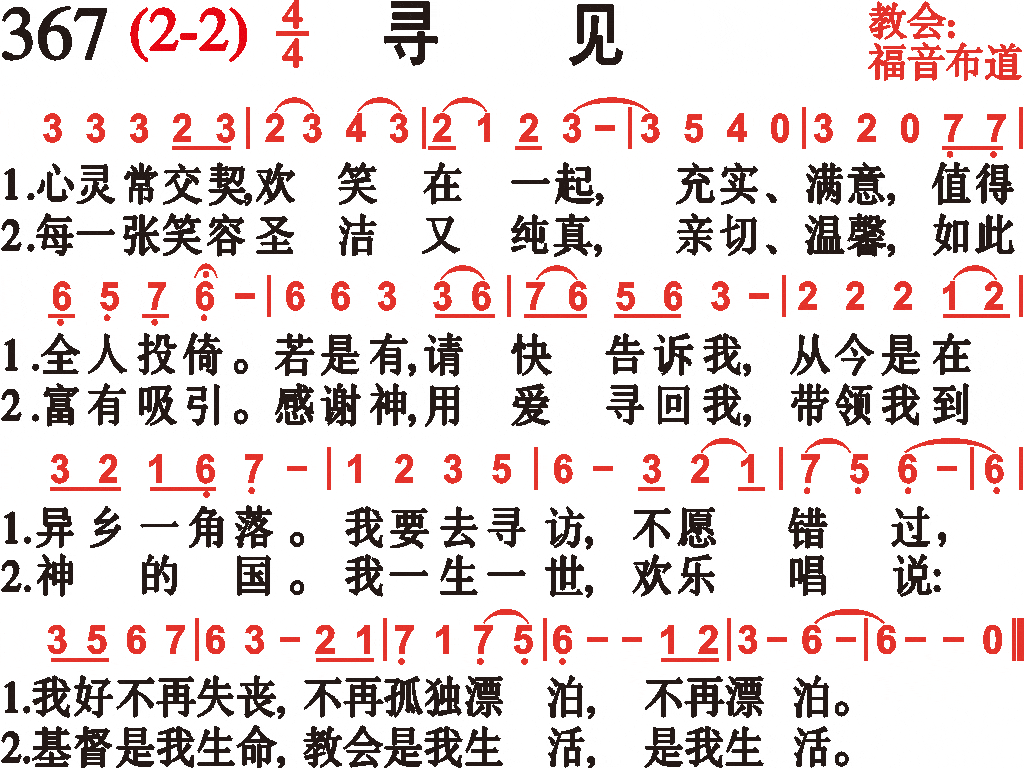 367 (2-2) 4/4 寻 见 教会:
福音布道
3 3 3 2 3 | 2 3 4 3 | 2 1 2 3 – | 3 5 4 0 | 3 2 0 7 7 |
1.心灵常交契,欢 笑 在 一起, 充实、满意, 值得
2.每一张笑容圣 洁 又 纯真, 亲切、温馨, 如此
6 5 7 6 – | 6 6 3 3 6 | 7 6 5 6 3 – | 2 2 2 1 2 |
1.全人投倚。若是有,请 快 告诉我, 从今是在
2.富有吸引。感谢神,用 爱 寻回我, 带领我到
3 2 1 6 7 – | 1 2 3 5 | 6 – 3 2 1 | 7 5 6 – | 6 |
1.异乡一角落。我要去寻访, 不愿 错 过,
2.神 的 国。我一生一世, 欢乐 唱 说:
3 5 6 7 | 6 3 – 2 1 | 7 1 7 5 | 6 – – 1 2 | 3 – 6 – | 6 – – 0 ‖
1.我好不再失丧, 不再孤独漂 泊, 不再漂 泊。
2.基督是我生命, 教会是我生 活, 是我生 活。